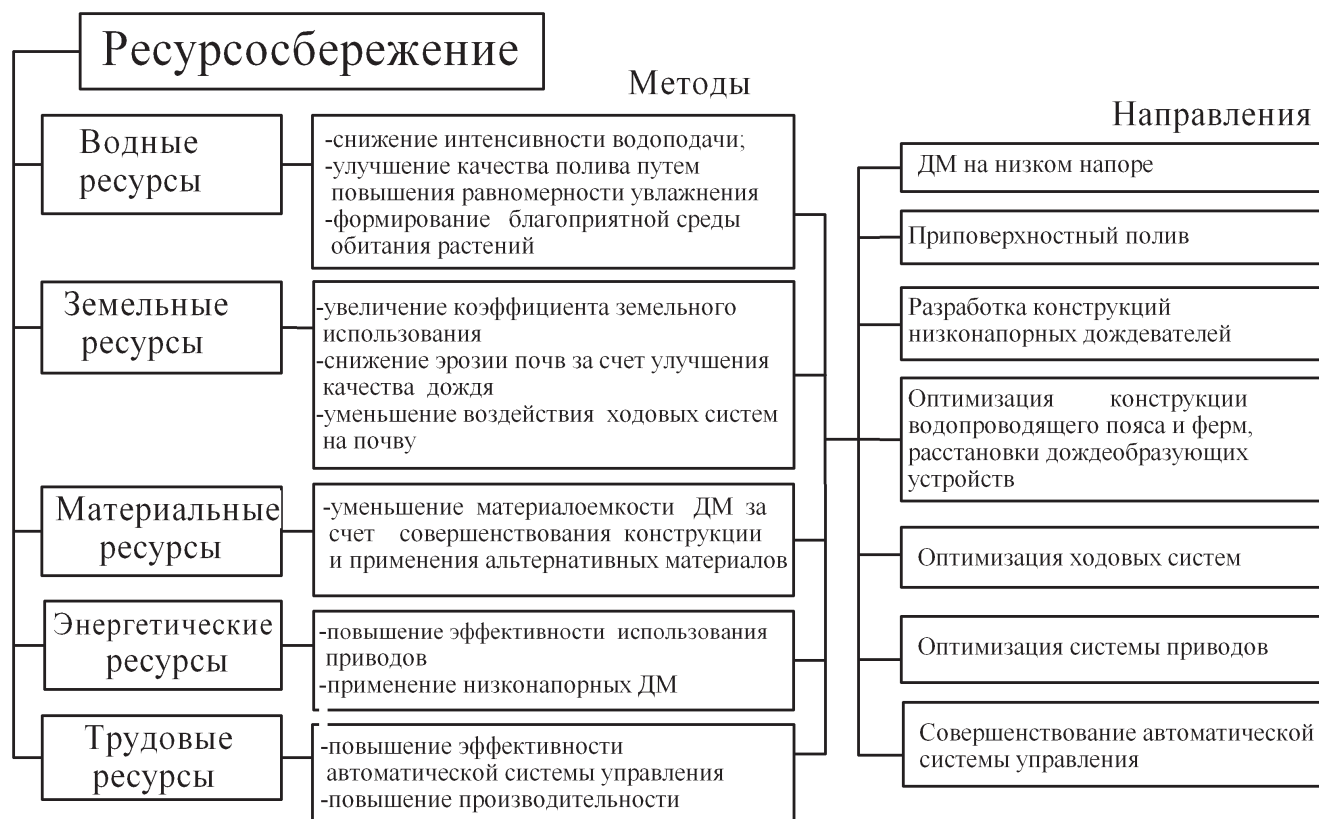 Ресурсосбережение
Методы
Направления
Водные
ресурсы
-снижение интенсивности водоподачи;
-улучшение качества полива путем
повышения равномерности увлажнения
-формирование благоприятной среды
обитания растений
Земельные
ресурсы
-увеличение коэффициента земельного
использования
-снижение эрозии почв за счет улучшения
качества дождя
-уменьшение воздействия ходовых систем
на почву
Материальные
ресурсы
-уменьшение материалоемкости ДМ за
счет совершенствования конструкции
и применения альтернативных материалов
Энергетические
ресурсы
-повышение эффективности использования
приводов
-применение низконапорных ДМ
Трудовые
ресурсы
-повышение эффективности
автоматической системы управления
-повышение производительности
ДМ на низком напоре
Приповерхностный полив
Разработка конструкций
низконапорных дождевателей
Оптимизация конструкции
водопроводящего пояса и ферм,
расстановки дождеобразующих
устройств
Оптимизация ходовых систем
Оптимизация системы приводов
Совершенствование автоматической
системы управления